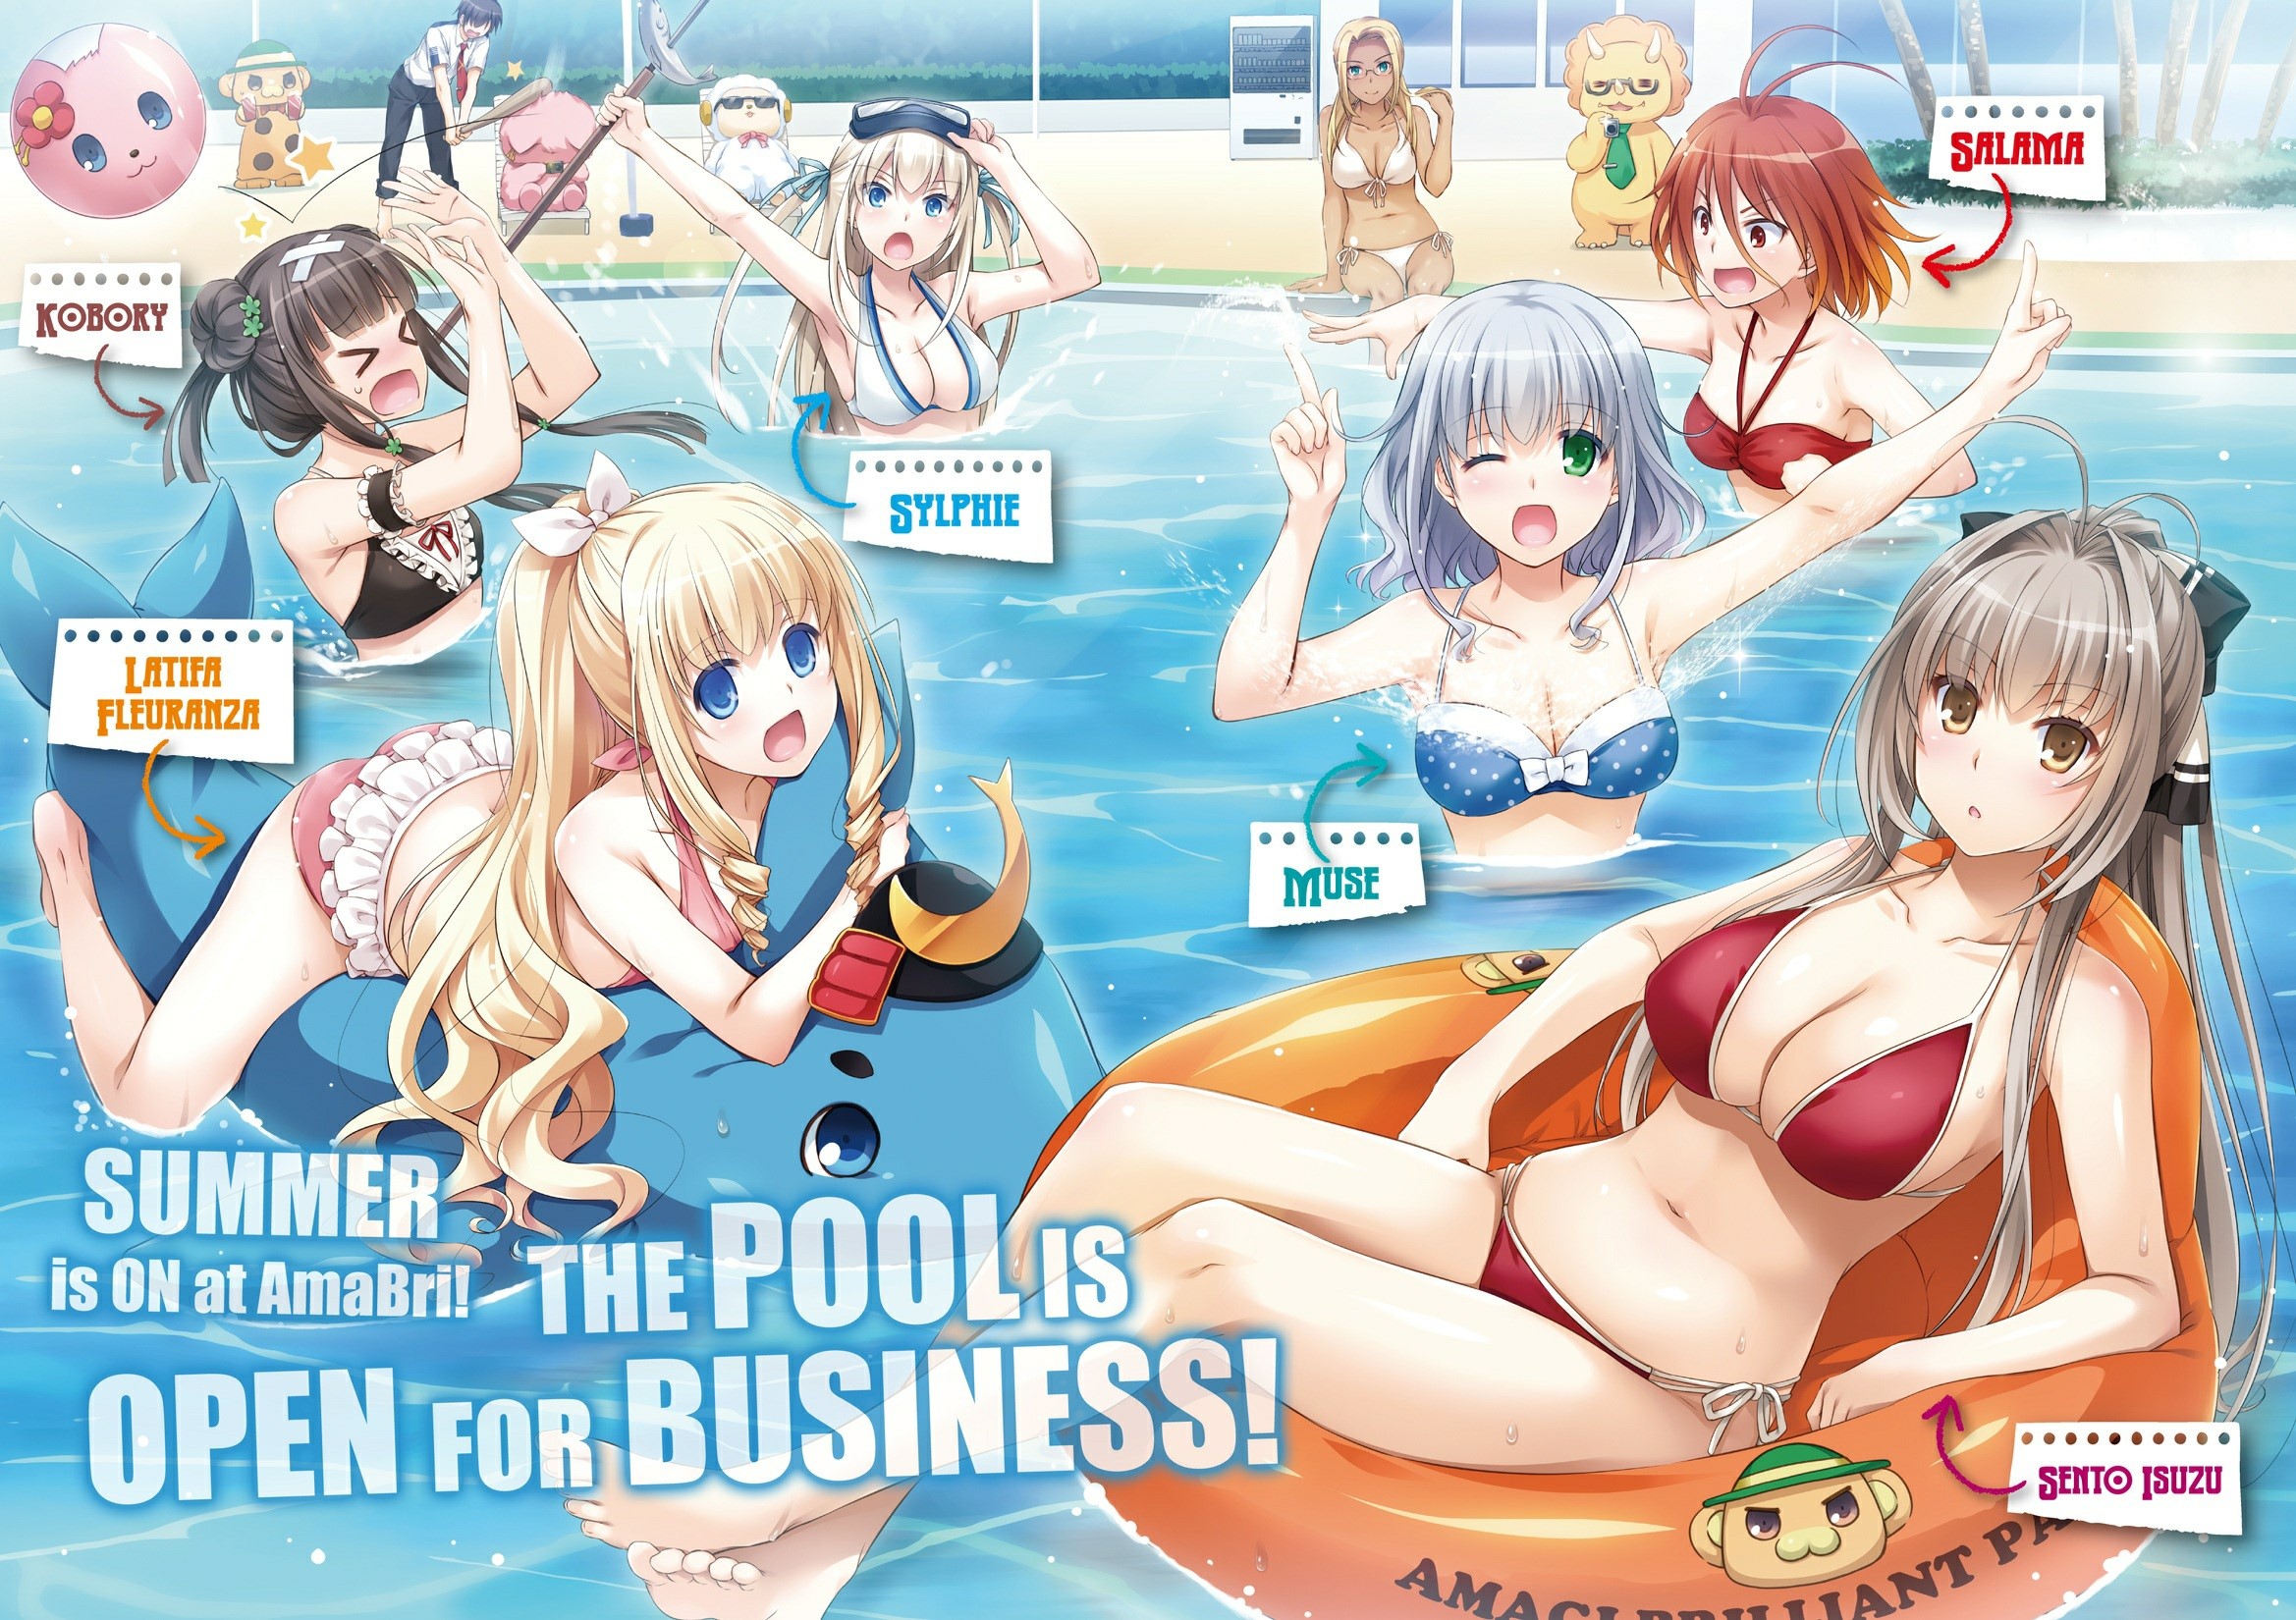 SALAMA
KOBORY
SYLPHIE
LATIFA
FLEURANZA
MUSE
SUMMER
is ON at AmaBri!
THE POOL IS
OPEN FOR BUSINESS!
SENTO ISUZU
AMAGI BRILLIANT PA